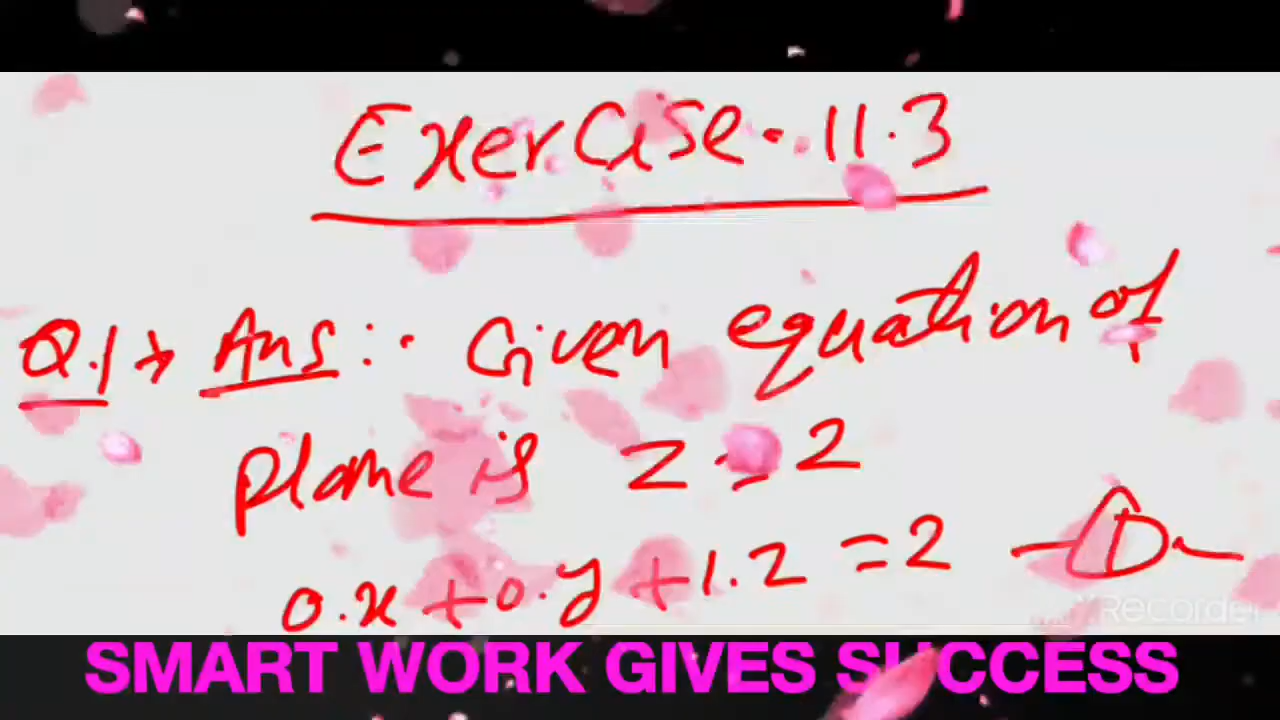 Exercise. 11.3
Q.1→ Ans:- Given equation of
plane is z = 2
0.x + 0.y + 1.z = 2 —①—
Recorder
SMART WORK GIVES SUCCESS